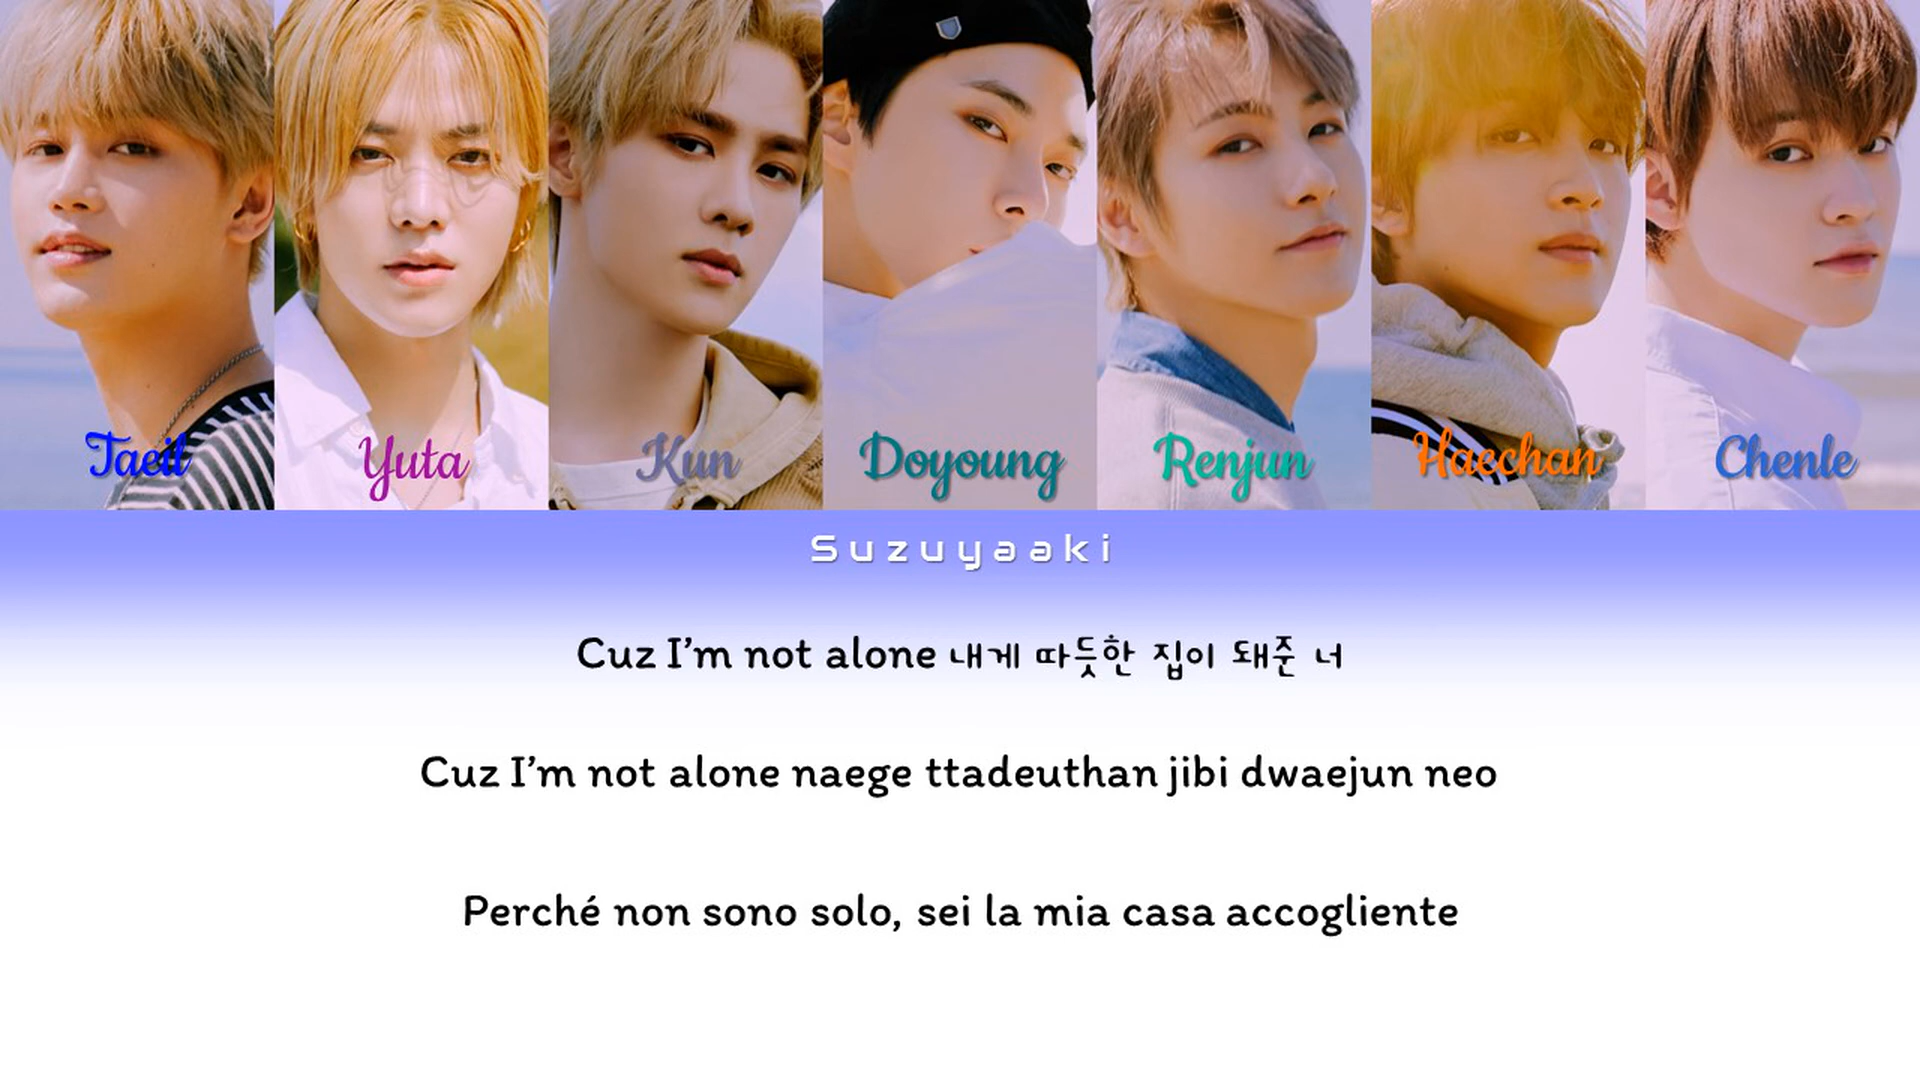 Taeil
Yuta
Kun
Doyoung
Renjun
Haechan
Chenle
Suzuyaaki
Cuz I'm not alone 내게 따듯한 집이 돼준 너
Cuz I'm not alone naege ttadeuthan jibi dwaejun neo
Perché non sono solo, sei la mia casa accogliente